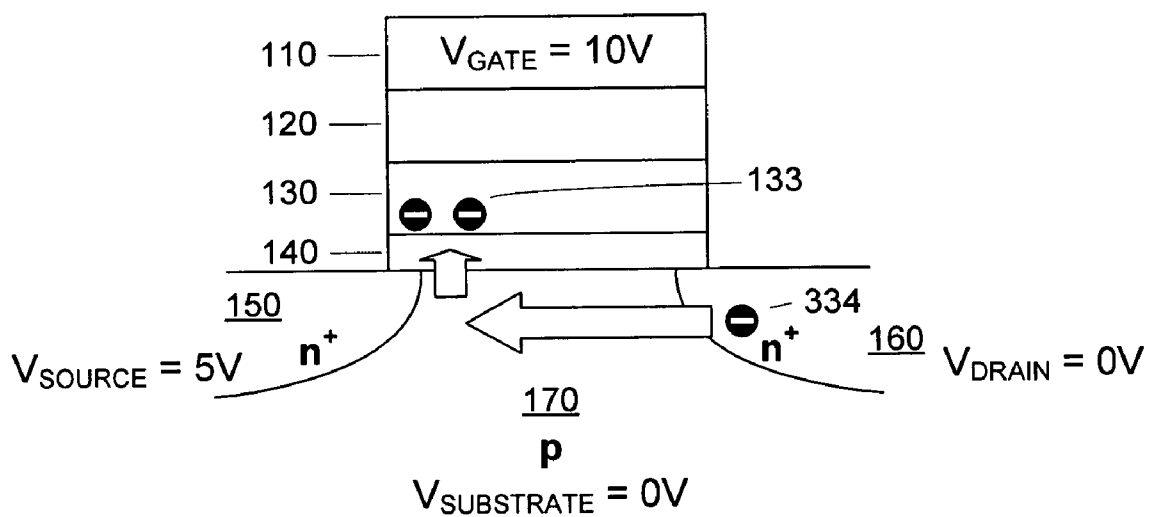 110
V_GATE = 10V
120
130
133
140
150
334
n⁺
n⁺
160
V_SOURCE = 5V
V_DRAIN = 0V
170
p
V_SUBSTRATE = 0V